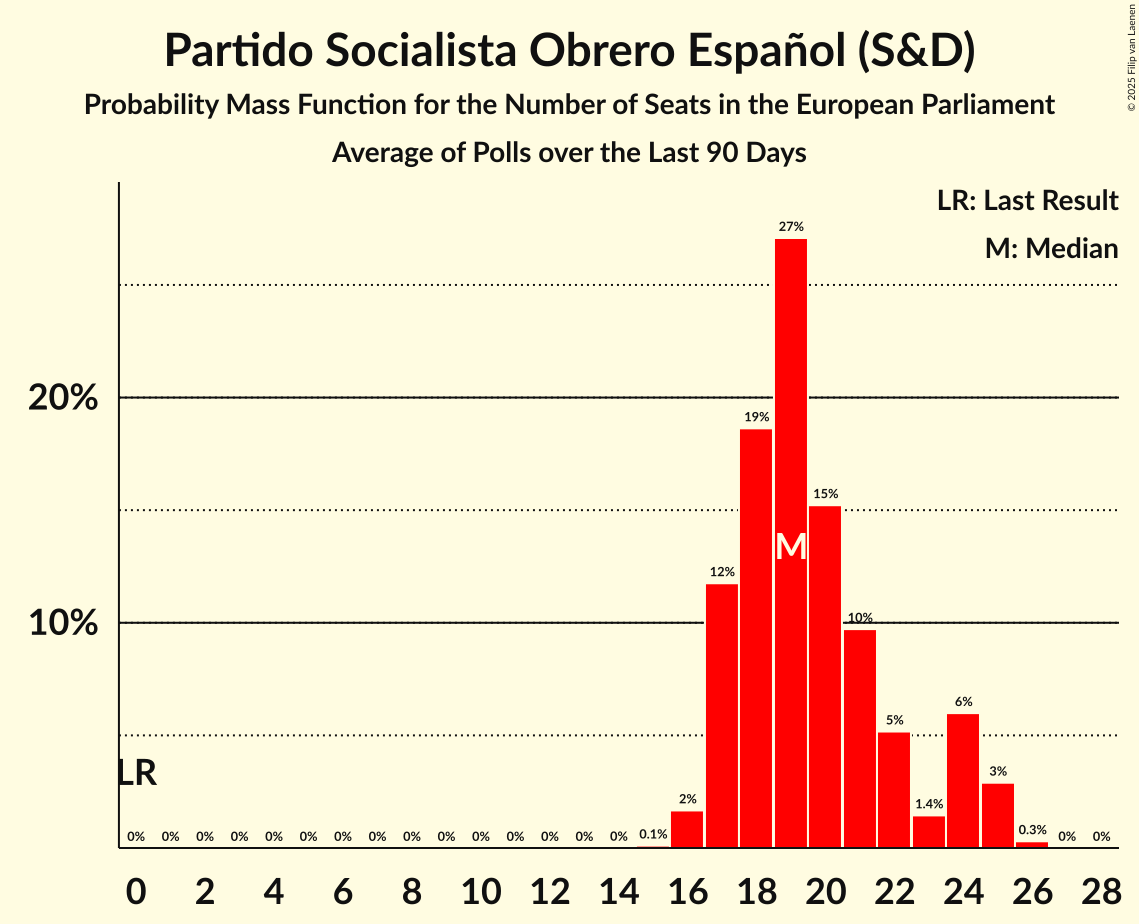 Partido Socialista Obrero Español (S&D)
Probability Mass Function for the Number of Seats in the European Parliament
Average of Polls over the Last 90 Days
© 2025 Filip van Laenen
LR: Last Result
M: Median
27%
20%
19%
15%
M
12%
10%
10%
6%
5%
LR
3%
2%
1.4%
0% 0% 0% 0% 0% 0% 0% 0% 0% 0% 0% 0% 0% 0% 0% 0.1% 0.3% 0% 0%
0 2 4 6 8 10 12 14 16 18 20 22 24 26 28